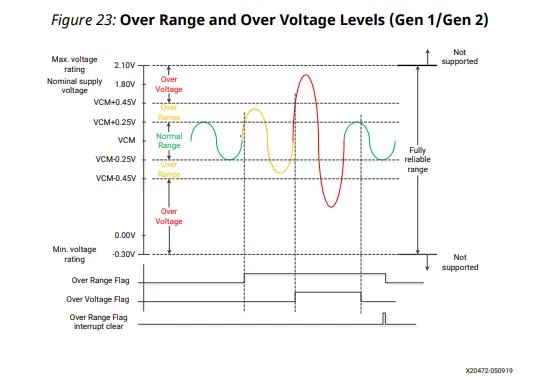 Figure 23: Over Range and Over Voltage Levels (Gen 1/Gen 2)
Max. voltage
rating
2.10V
Not
supported
Nominal supply
voltage
1.80V
Over
Voltage
VCM+0.45V
Over
Range
VCM+0.25V
VCM
Normal
Range
Fully
reliable
range
VCM-0.25V
Over
Range
VCM-0.45V
Over
Voltage
0.00V
Min. voltage
rating
-0.30V
Not
supported
Over Range Flag
Over Voltage Flag
Over Range Flag
interrupt clear
X20472-050919